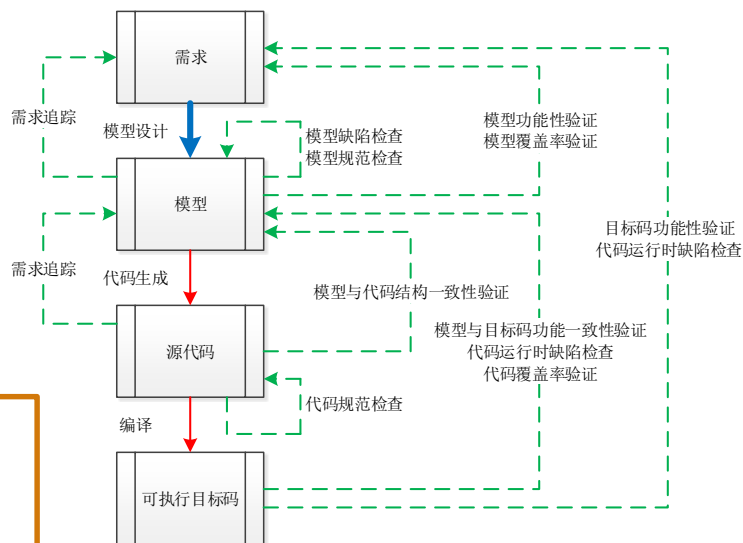 需求
需求追踪
模型设计
模型缺陷检查
模型规范检查
模型功能性验证
模型覆盖率验证
模型
目标码功能性验证
代码运行时缺陷检查
需求追踪
代码生成
模型与代码结构一致性验证
模型与目标码功能一致性验证
代码运行时缺陷检查
代码覆盖率验证
源代码
代码规范检查
编译
可执行目标码